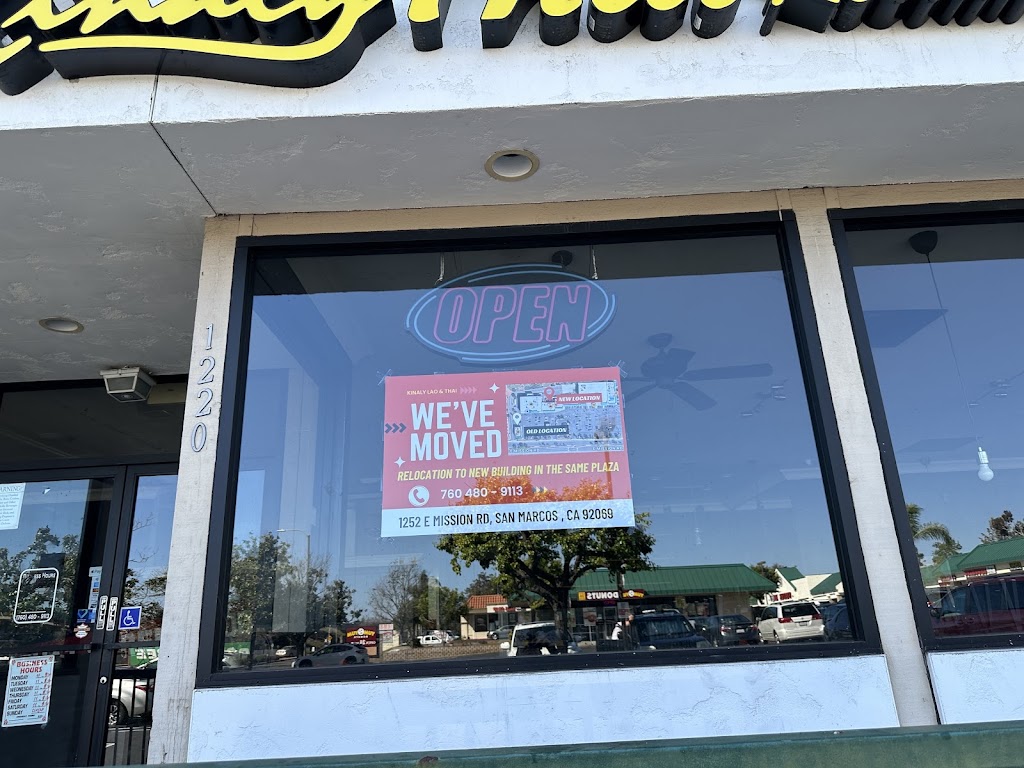 OPEN
1220
KINALY LAO & THAI
WE'VE
MOVED
NEW LOCATION
OLD LOCATION
RELOCATION TO NEW BUILDING IN THE SAME PLAZA
760 480 - 9113
1252 E MISSION RD, SAN MARCOS , CA 92069
DONUTS
WARNING
BUSINESS
HOURS
MONDAY
TUESDAY
WEDNESDAY
THURSDAY
FRIDAY
SATURDAY
SUNDAY